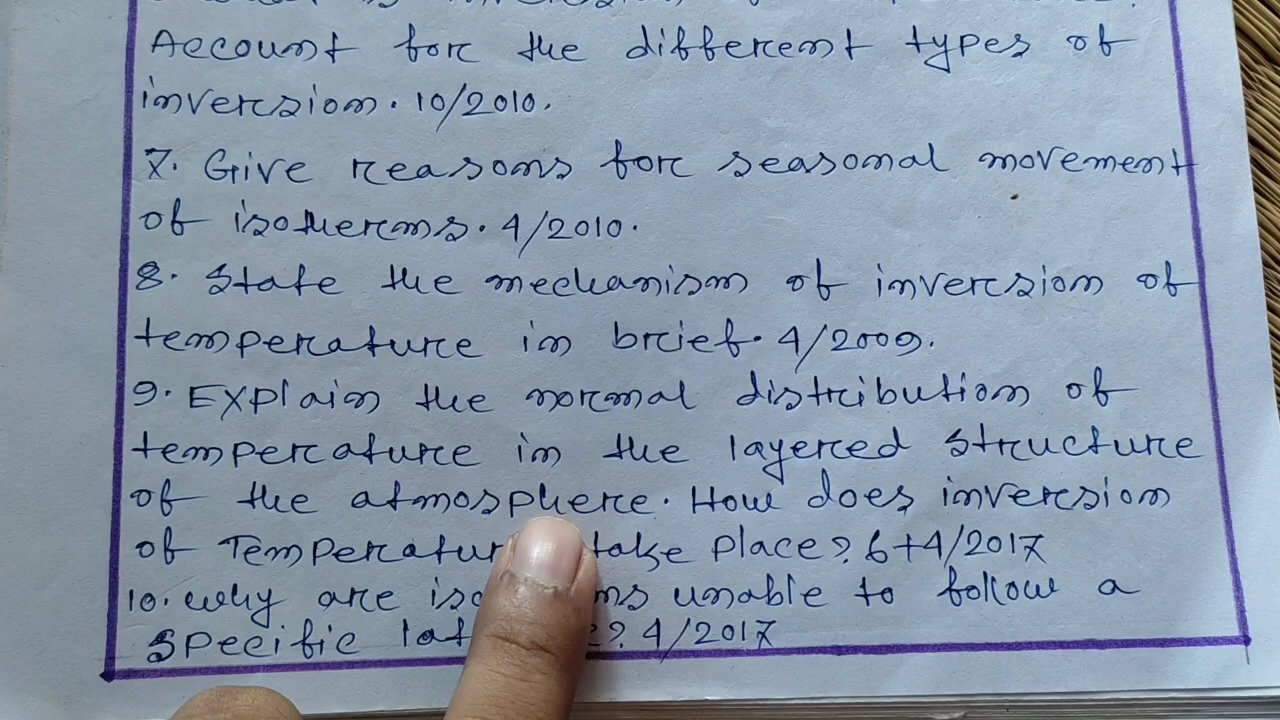 inversion of
Account for the different types of
inversion. 10/2010.
7. Give reasons for seasonal movement
of isotherms. 4/2010.
8. State the mechanism of inversion of
temperature in brief. 4/2009.
9. Explain the normal distribution of
temperature in the layered structure
of the atmosphere. How does inversion
of Temperatur take place? 6+4/2017
10. Why are iso ms unable to follow a
specific lat e? 4/2017